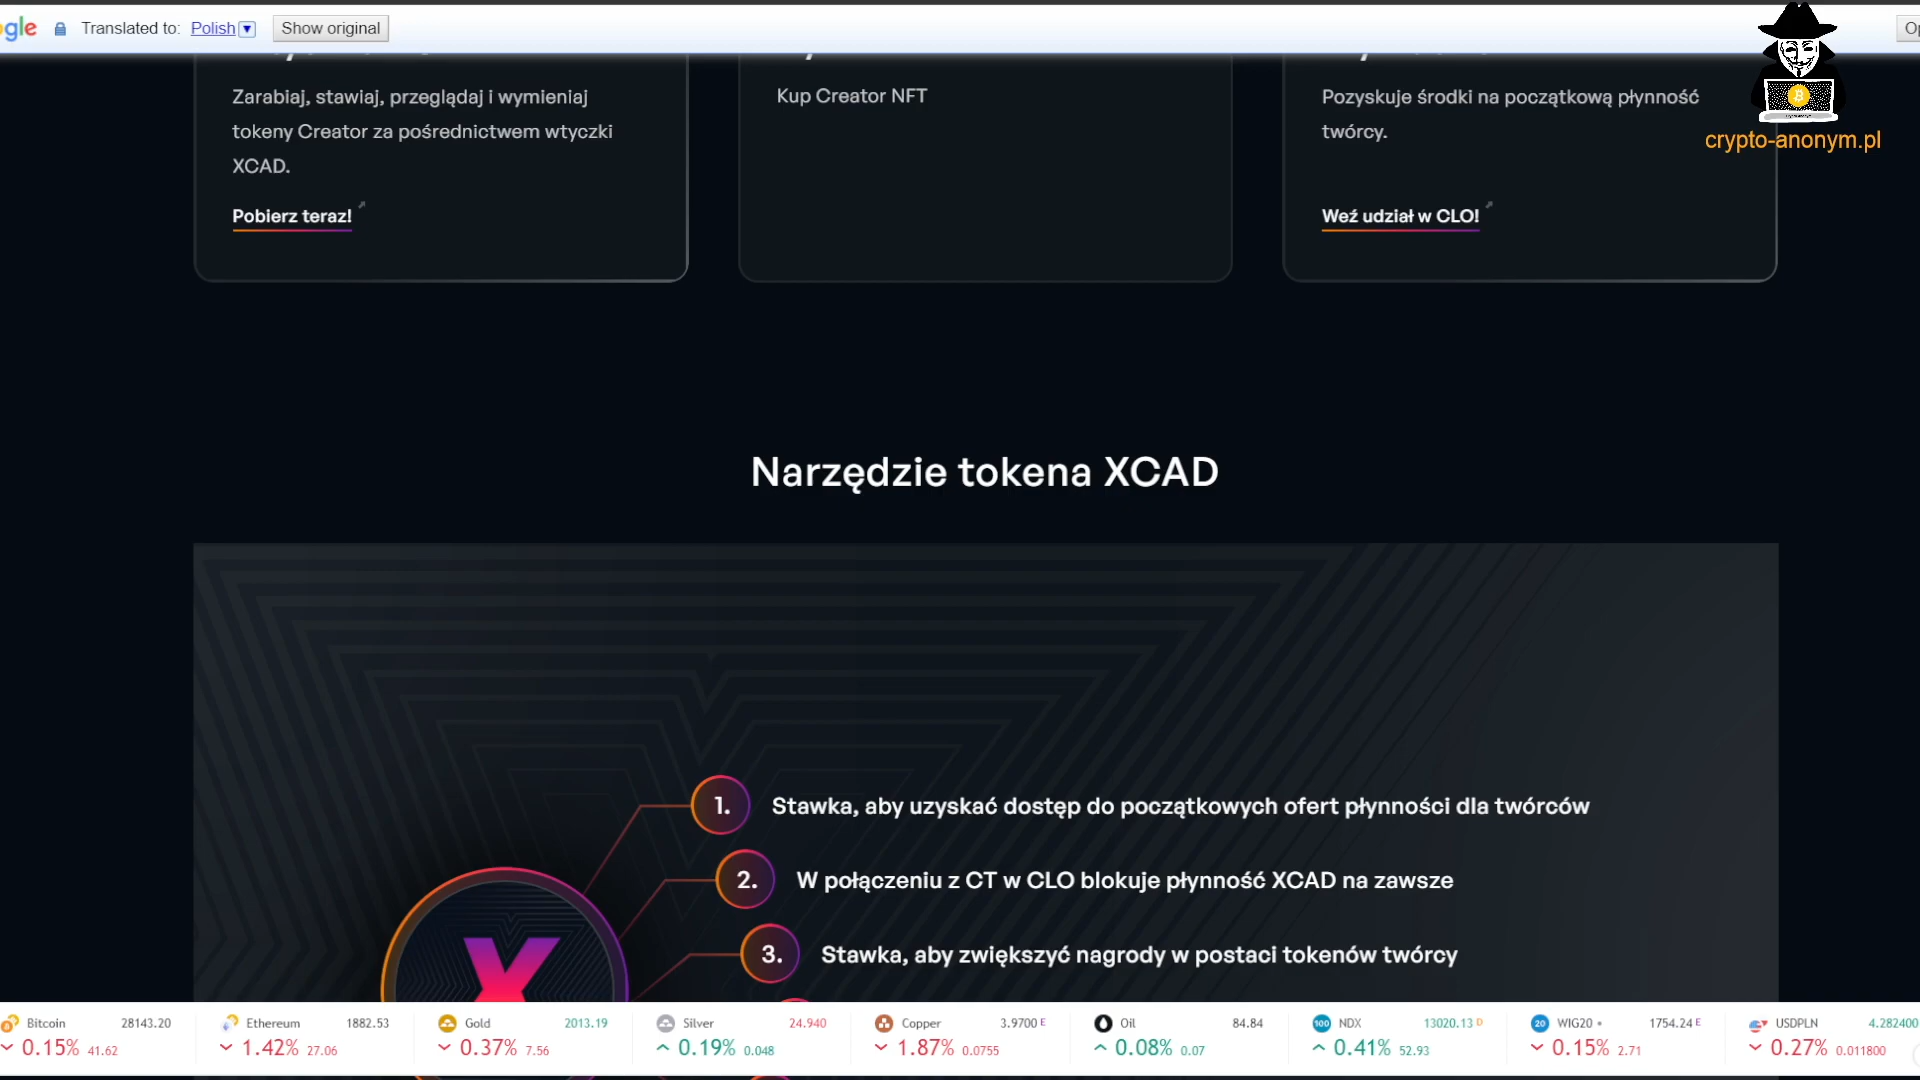 gle Translated to: Polish Show original
Zarabiaj, stawiaj, przeglądaj i wymieniaj
tokeny Creator za pośrednictwem wtyczki
XCAD.
Pobierz teraz!
Kup Creator NFT
Pozyskuje środki na początkową płynność
twórcy.
Weź udział w CLO!
crypto-anonym.pl
Narzędzie tokena XCAD
1. Stawka, aby uzyskać dostęp do początkowych ofert płynności dla twórców
2. W połączeniu z CT w CLO blokuje płynność XCAD na zawsze
3. Stawka, aby zwiększyć nagrody w postaci tokenów twórcy
X
Bitcoin 28143.20
0.15% 41.62
Ethereum 1882.53
1.42% 27.06
Gold 2013.19
0.37% 7.56
Silver 24.940
0.19% 0.048
Copper 3.9700 E
1.87% 0.0755
Oil 84.84
0.08% 0.07
100 NDX 13020.13 D
0.41% 52.93
20 WIG20 1754.24 E
0.15% 2.71
USDPLN 4.282400
0.27% 0.011800